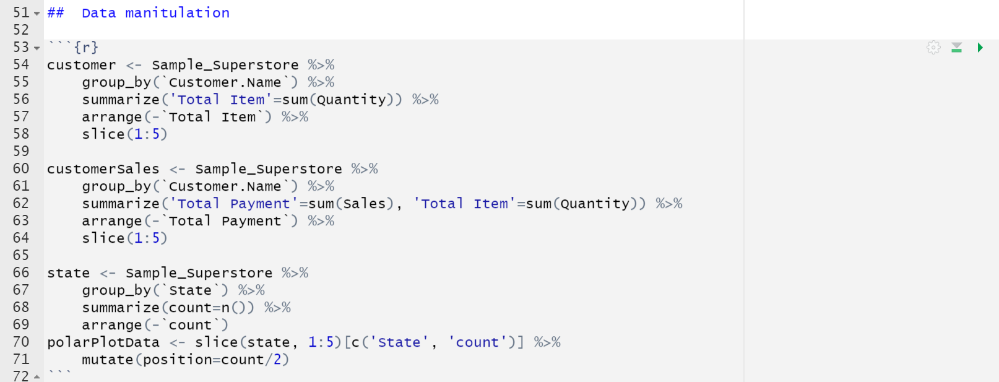 51 ##  Data manitulation
52
53 ```{r}
54 customer <- Sample_Superstore %>%
55     group_by(`Customer.Name`) %>%
56     summarize('Total Item'=sum(Quantity)) %>%
57     arrange(-`Total Item`) %>%
58     slice(1:5)
59
60 customerSales <- Sample_Superstore %>%
61     group_by(`Customer.Name`) %>%
62     summarize('Total Payment'=sum(Sales), 'Total Item'=sum(Quantity)) %>%
63     arrange(-`Total Payment`) %>%
64     slice(1:5)
65
66 state <- Sample_Superstore %>%
67     group_by(`State`) %>%
68     summarize(count=n()) %>%
69     arrange(-`count`)
70 polarPlotData <- slice(state, 1:5)[c('State', 'count')] %>%
71     mutate(position=count/2)
72 ```